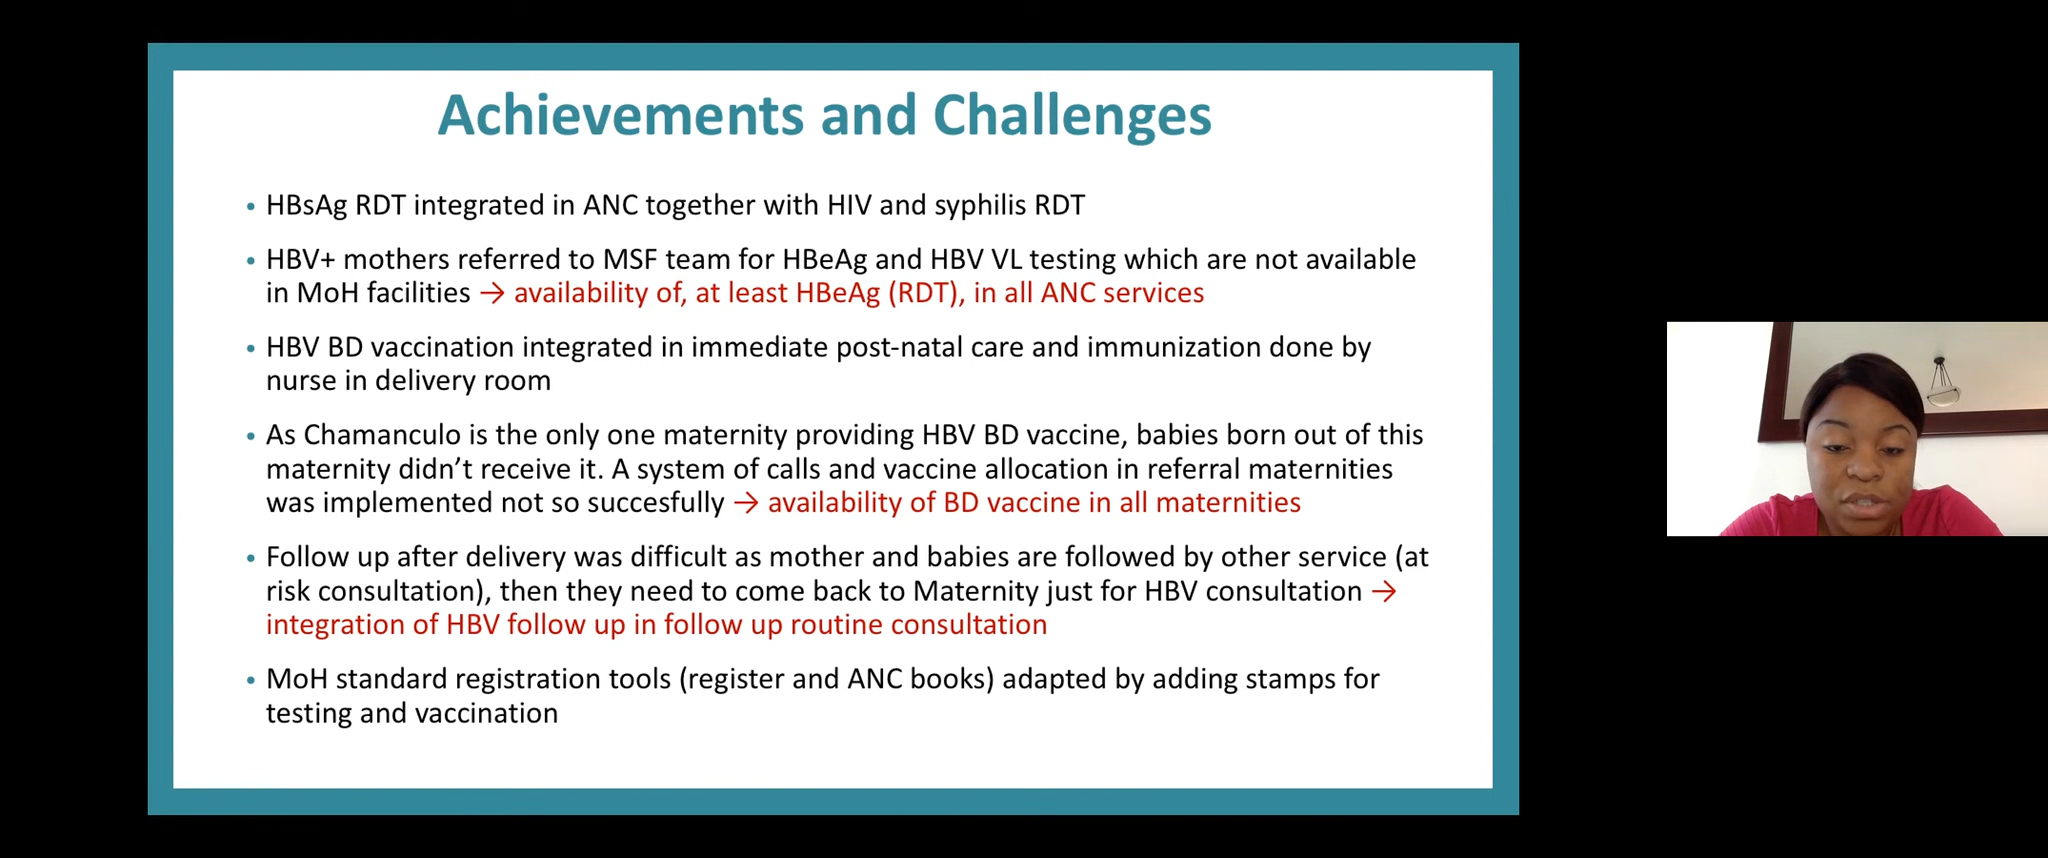 Achievements and Challenges
• HBsAg RDT integrated in ANC together with HIV and syphilis RDT
• HBV+ mothers referred to MSF team for HBeAg and HBV VL testing which are not available
in MoH facilities → availability of, at least HBeAg (RDT), in all ANC services
• HBV BD vaccination integrated in immediate post-natal care and immunization done by
nurse in delivery room
• As Chamanculo is the only one maternity providing HBV BD vaccine, babies born out of this
maternity didn’t receive it. A system of calls and vaccine allocation in referral maternities
was implemented not so succesfully → availability of BD vaccine in all maternities
• Follow up after delivery was difficult as mother and babies are followed by other service (at
risk consultation), then they need to come back to Maternity just for HBV consultation →
integration of HBV follow up in follow up routine consultation
• MoH standard registration tools (register and ANC books) adapted by adding stamps for
testing and vaccination